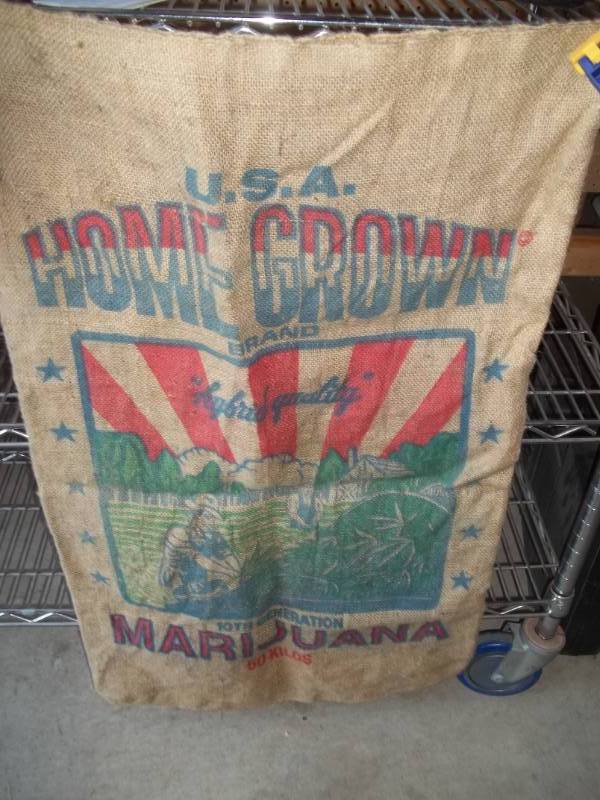 U.S.A.
HOME GROWN®
BRAND
"hybrid quality"
10TH GENERATION
MARIJUANA
50 KILOS